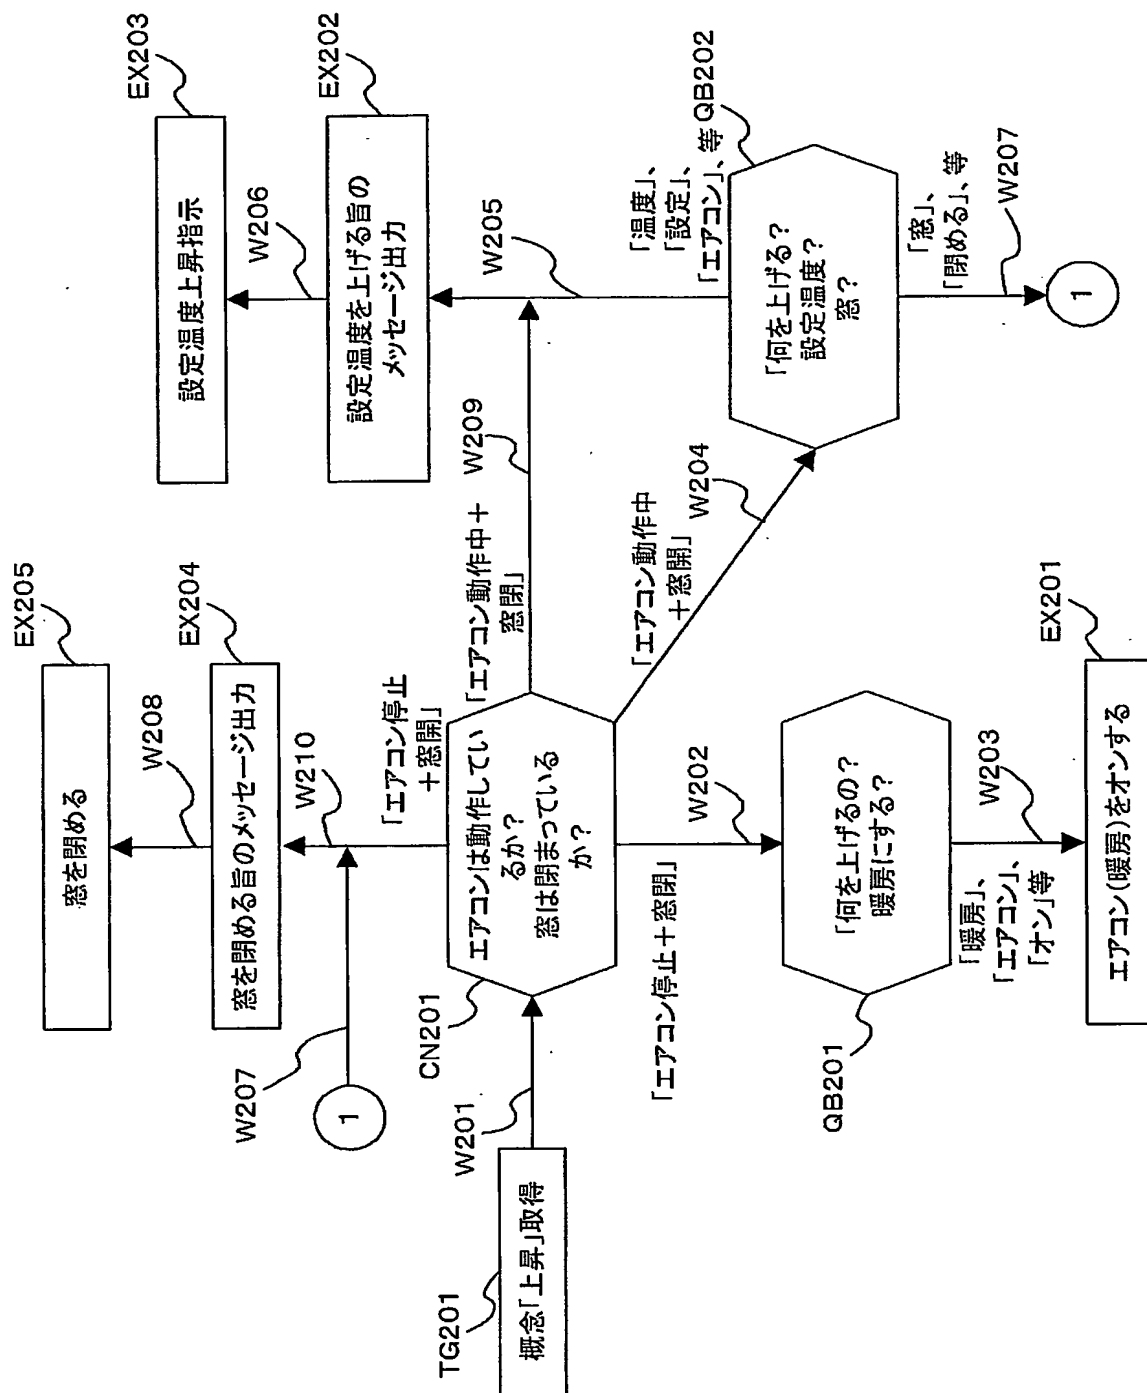 EX205
窓を閉める
W208
EX204
窓を閉める旨のメッセージ出力
W210
W207
1
「エアコン停止
＋窓開」
EX203
設定温度上昇指示
W206
EX202
設定温度を上げる旨の
メッセージ出力
W205
W209
「エアコン動作中＋
窓閉」
TG201
概念「上昇」取得
W201
CN201
エアコンは動作してい
るか？
窓は閉まっている
か？
「エアコン動作中
＋窓開」
W204
「温度」、
「設定」、
「エアコン」、等
QB202
「何を上げる？
設定温度？
窓？
「窓」、
「閉める」、等
W207
1
「エアコン停止＋窓閉」
W202
QB201
「何を上げるの？
暖房にする？
「暖房」、
「エアコン」、
「オン」等
W203
EX201
エアコン（暖房）をオンする